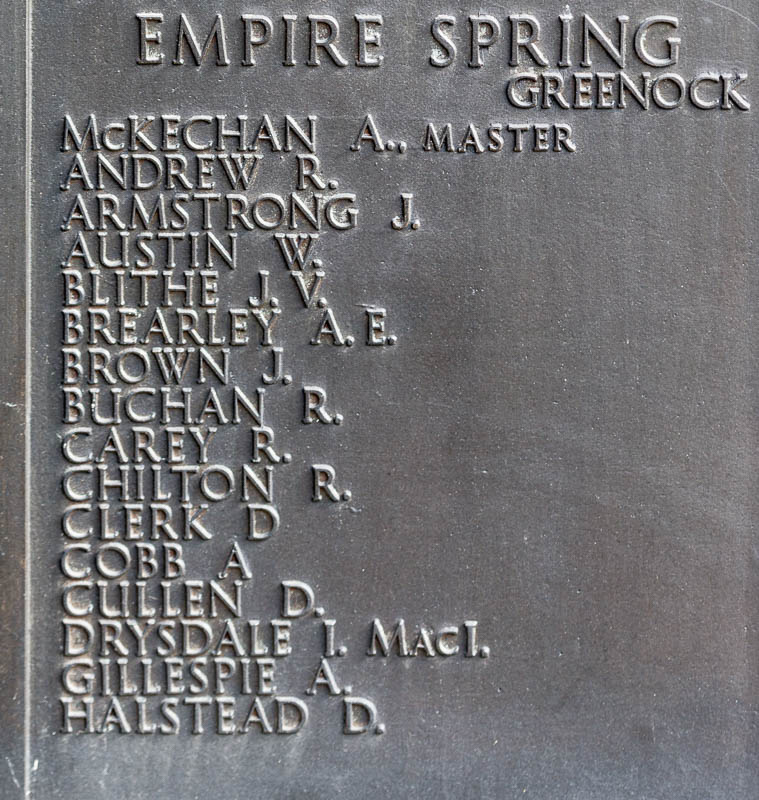 EMPIRE SPRING
GREENOCK
McKECHAN A., MASTER
ANDREW R.
ARMSTRONG J.
AUSTIN W.
BLITHE J. V.
BREARLEY A. E.
BROWN J.
BUCHAN R.
CAREY R.
CHILTON R.
CLERK D
COBB A
CULLEN D.
DRYSDALE I. MacI.
GILLESPIE A.
HALSTEAD D.